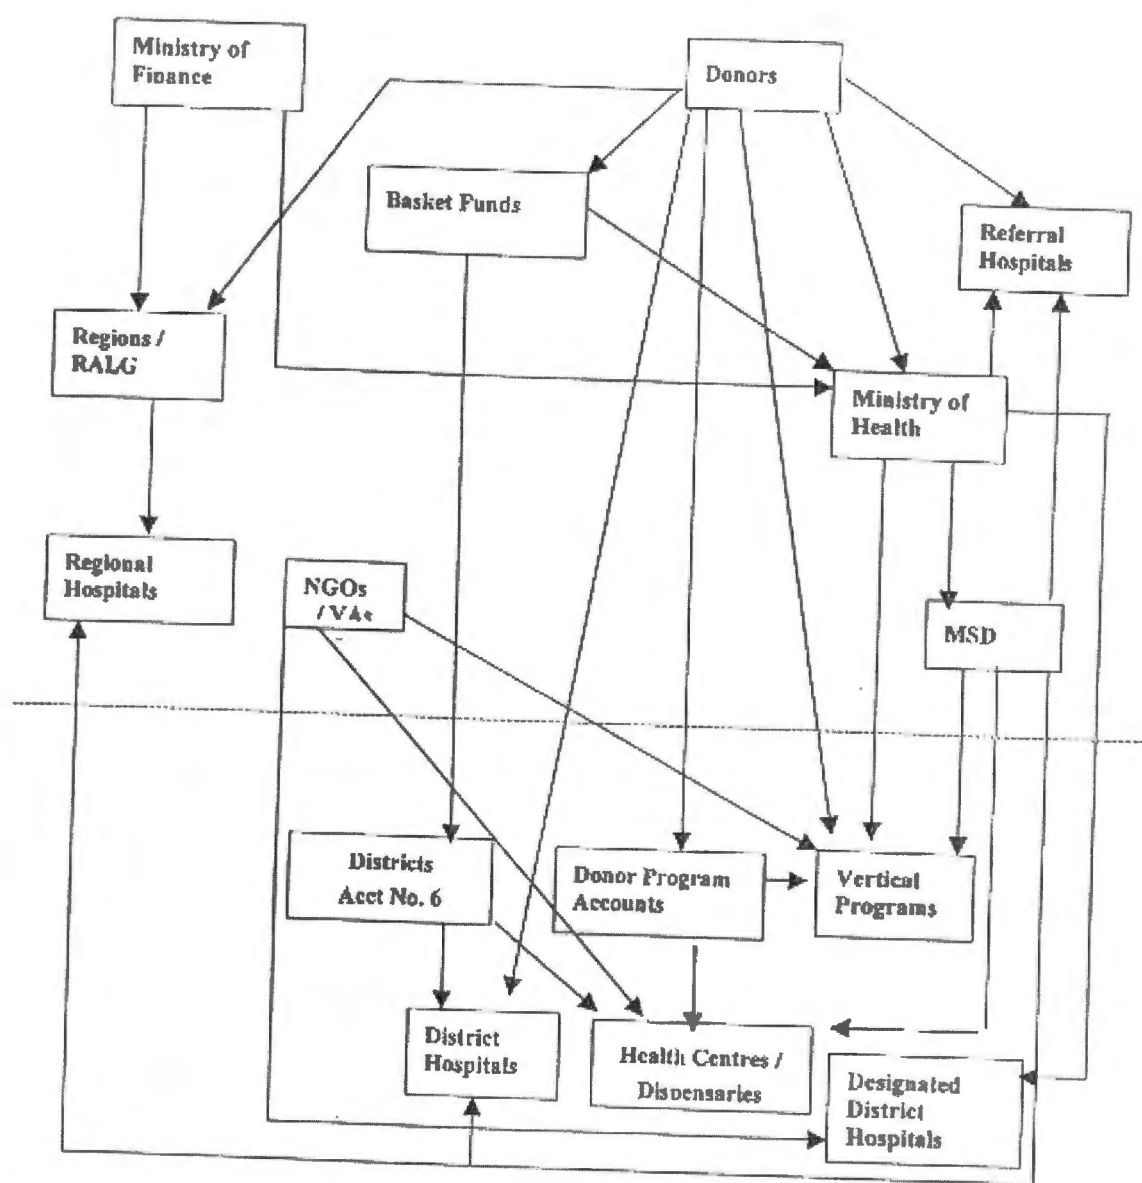 Ministry of
Finance
Donors
Basket Funds
Referral
Hospitals
Regions /
RALG
Ministry of
Health
Regional
Hospitals
NGOs
/ VAs
MSD
Districts
Acct No. 6
Donor Program
Accounts
Vertical
Programs
District
Hospitals
Health Centres /
Dispensaries
Designated
District
Hospitals